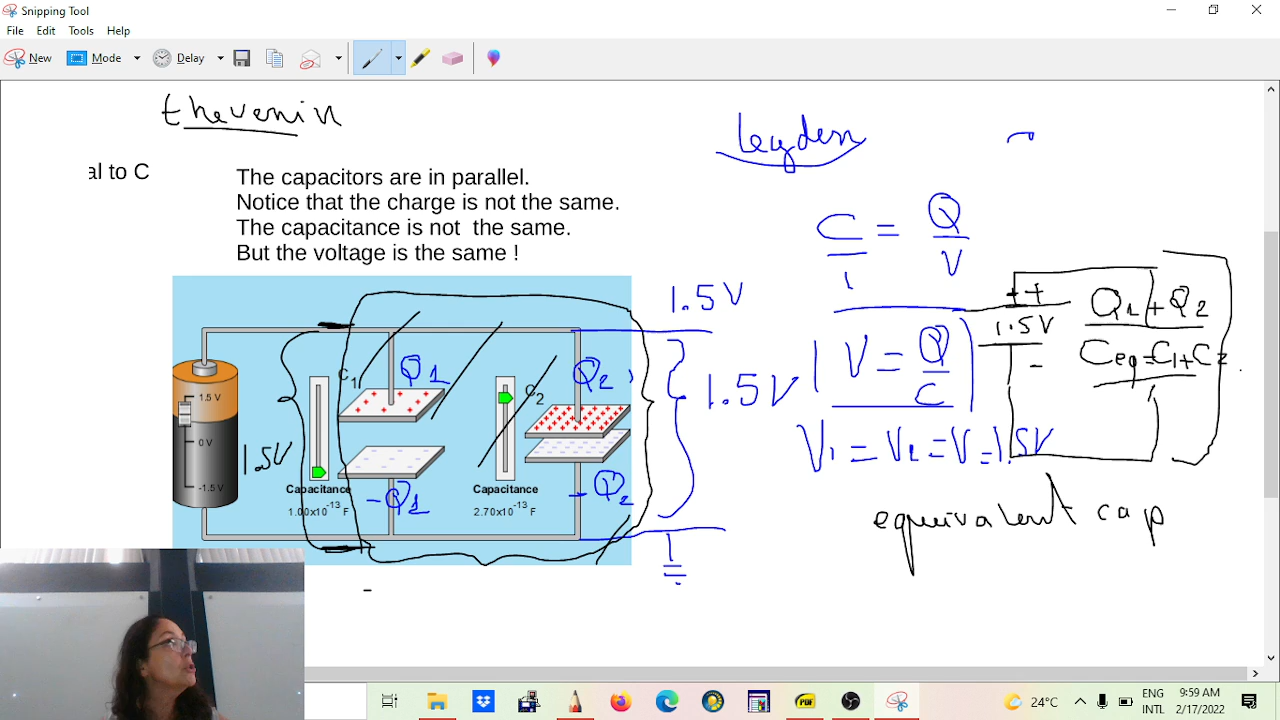 Snipping Tool
File Edit Tools Help
New Mode Delay
thevenin
leyden
al to C
The capacitors are in parallel.
Notice that the charge is not the same.
The capacitance is not the same.
But the voltage is the same !
C = Q
V
1.5V
1.5 V
0 V
-1.5 V
1.5V
C1
Q1
-Q1
Capacitance
1.00x10-13 F
C2
Q2
-Q2
Capacitance
2.70x10-13 F
1.5V
V = Q
C
V1 = V2 = V = 1.5V
+
1.5V
-
Q1 + Q2
Ceq = C1 + C2
equivalent cap
PDF
24°C
ENG
INTL
9:59 AM
2/17/2022